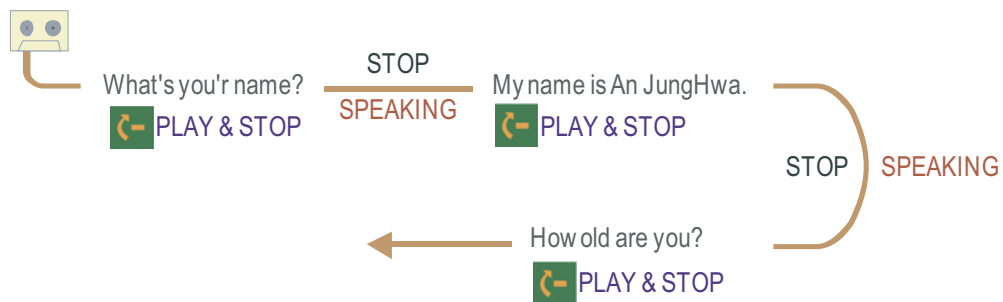 What's you'r name?
STOP
SPEAKING
My name is An JungHwa.
PLAY & STOP
PLAY & STOP
STOP
SPEAKING
How old are you?
PLAY & STOP